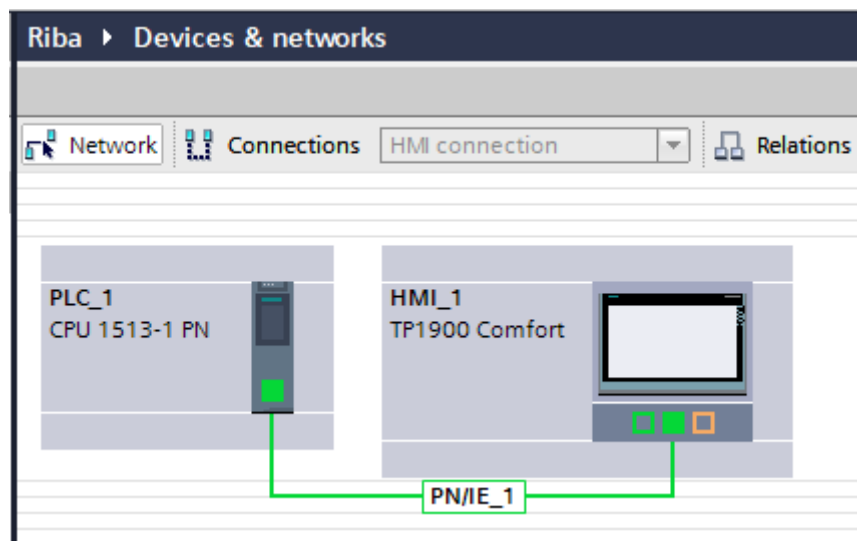 Riba ▸ Devices & networks
Network Connections HMI connection Relations
PLC_1
CPU 1513-1 PN
HMI_1
TP1900 Comfort
PN/IE_1